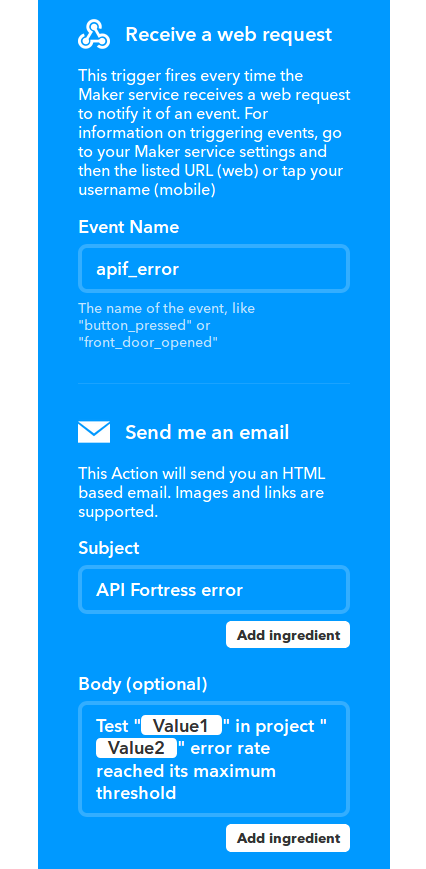 Receive a web request
This trigger fires every time the
Maker service receives a web request
to notify it of an event. For
information on triggering events, go
to your Maker service settings and
then the listed URL (web) or tap your
username (mobile)
Event Name
apif_error
The name of the event, like
"button_pressed" or
"front_door_opened"
Send me an email
This Action will send you an HTML
based email. Images and links are
supported.
Subject
API Fortress error
Add ingredient
Body (optional)
Test " Value1 " in project "
Value2 " error rate
reached its maximum
threshold
Add ingredient